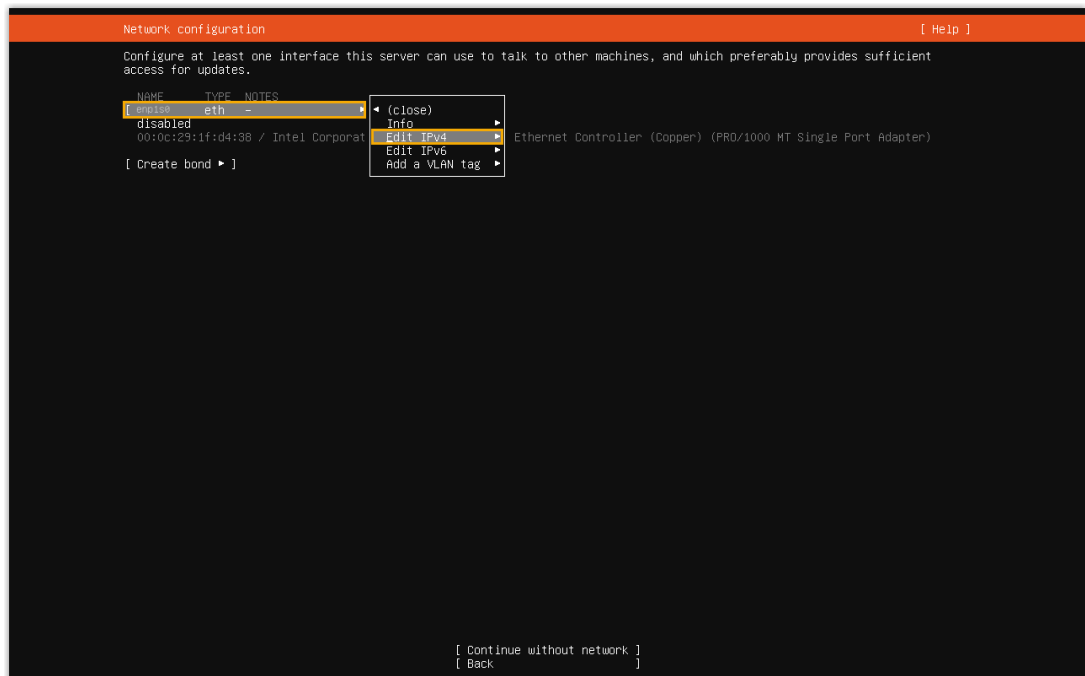 Network configuration [ Help ]
Configure at least one interface this server can use to talk to other machines, and which preferably provides sufficient
access for updates.
NAME TYPE NOTES
[ enp1s0 eth - ▸
◂ (close)
disabled
Info ▸
00:0c:29:1f:d4:38 / Intel Corporat
Edit IPv4 ▸
Ethernet Controller (Copper) (PRO/1000 MT Single Port Adapter)
Edit IPv6 ▸
[ Create bond ▸ ]
Add a VLAN tag ▸
[ Continue without network ]
[ Back ]